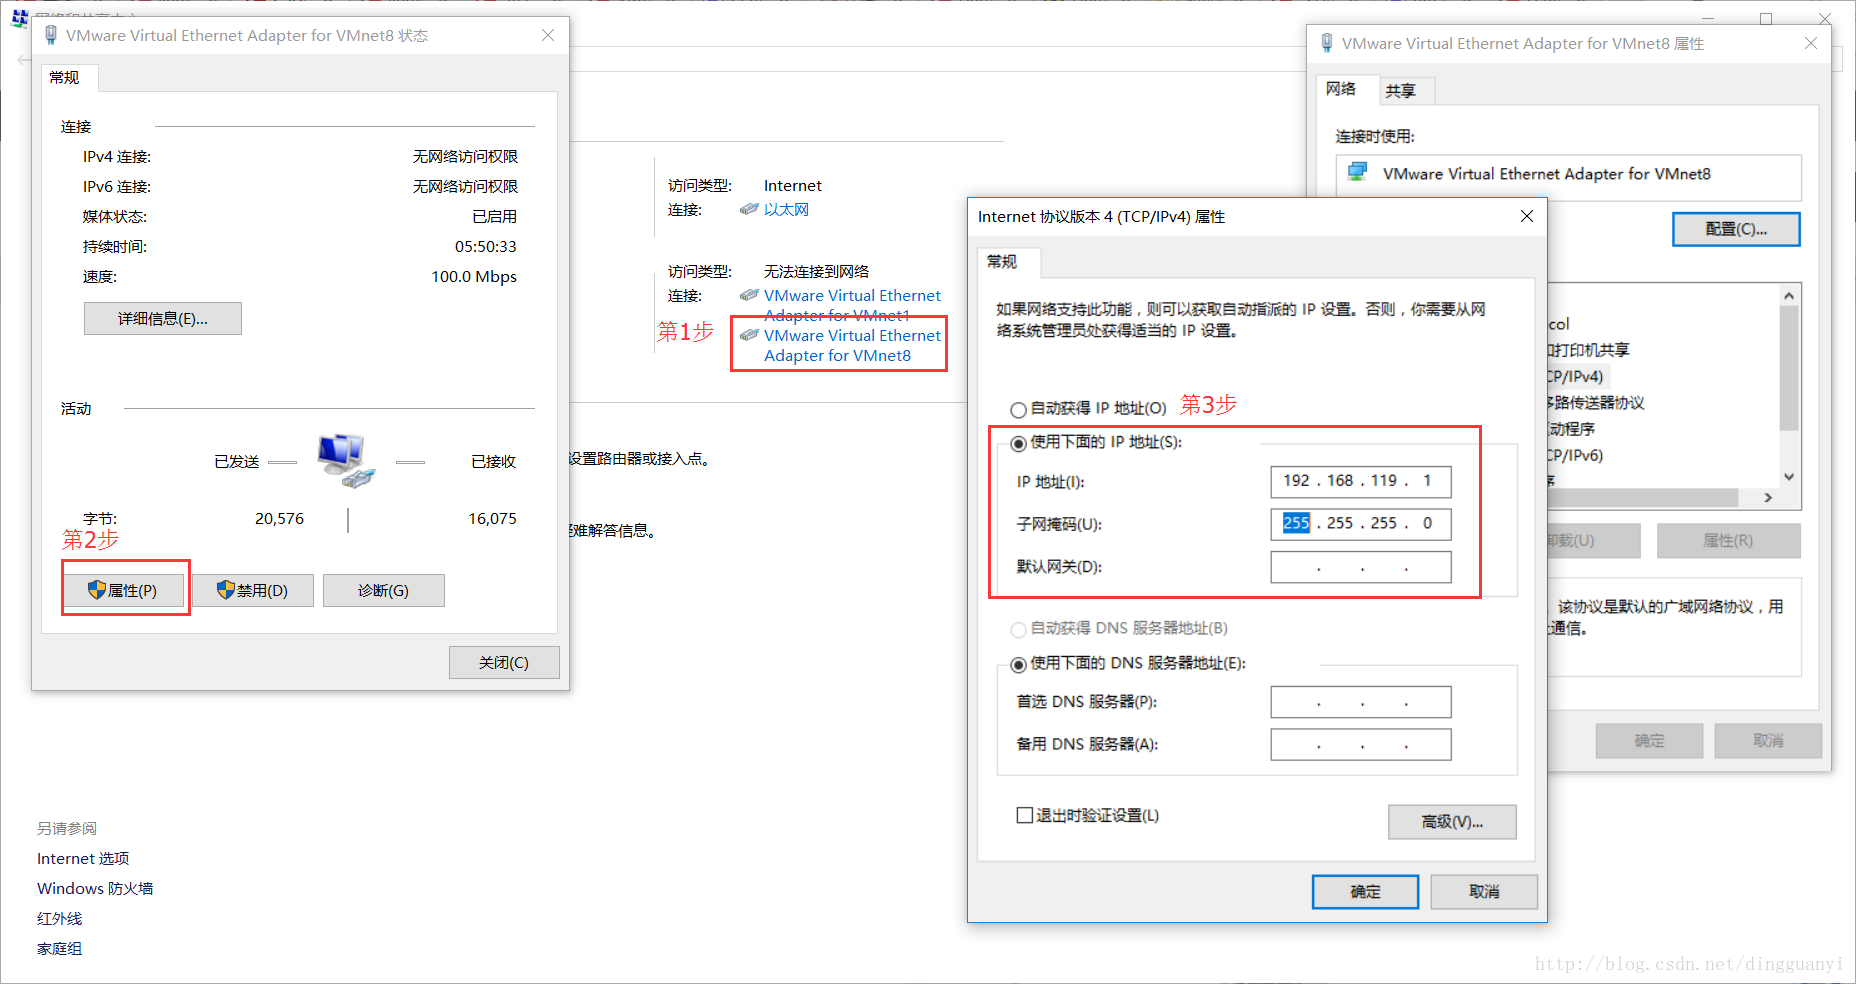 VMware Virtual Ethernet Adapter for VMnet8 状态
常规
连接
IPv4 连接: 无网络访问权限
IPv6 连接: 无网络访问权限
媒体状态: 已启用
持续时间: 05:50:33
速度: 100.0 Mbps
详细信息(E)...
活动
已发送
已接收
字节: 20,576 16,075
第2步
属性(P)
禁用(D)
诊断(G)
关闭(C)
访问类型: Internet
连接: 以太网
访问类型: 无法连接到网络
连接: VMware Virtual Ethernet
Adapter for VMnet1
第1步
VMware Virtual Ethernet
Adapter for VMnet8
设置路由器或接入点。
疑难解答信息。
另请参阅
Internet 选项
Windows 防火墙
红外线
家庭组
VMware Virtual Ethernet Adapter for VMnet8 属性
网络
共享
连接时使用:
VMware Virtual Ethernet Adapter for VMnet8
配置(C)...
ocol
和打印机共享
CP/IPv4)
多路传送器协议
驱动程序
CP/IPv6)
序
卸载(U)
属性(R)
该协议是默认的广域网络协议，用
通信。
确定
取消
Internet 协议版本 4 (TCP/IPv4) 属性
常规
如果网络支持此功能，则可以获取自动指派的 IP 设置。否则，你需要从网
络系统管理员处获得适当的 IP 设置。
自动获得 IP 地址(O)
第3步
使用下面的 IP 地址(S):
IP 地址(I): 192 . 168 . 119 . 1
子网掩码(U): 255 . 255 . 255 . 0
默认网关(D): . . .
自动获得 DNS 服务器地址(B)
使用下面的 DNS 服务器地址(E):
首选 DNS 服务器(P): . . .
备用 DNS 服务器(A): . . .
退出时验证设置(L)
高级(V)...
确定
取消
http://blog.csdn.net/dingguanyi